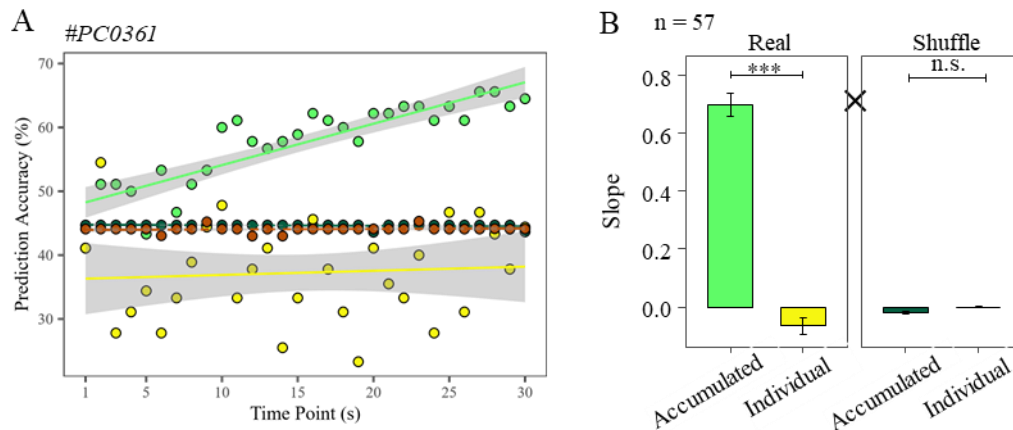 A
#PC0361
Prediction Accuracy (%)
70
60
50
40
30
1
5
10
15
20
25
30
Time Point (s)
B
n = 57
Real
Shuffle
***
n.s.
Slope
0.8
0.6
0.4
0.2
0.0
Accumulated
Individual
Accumulated
Individual